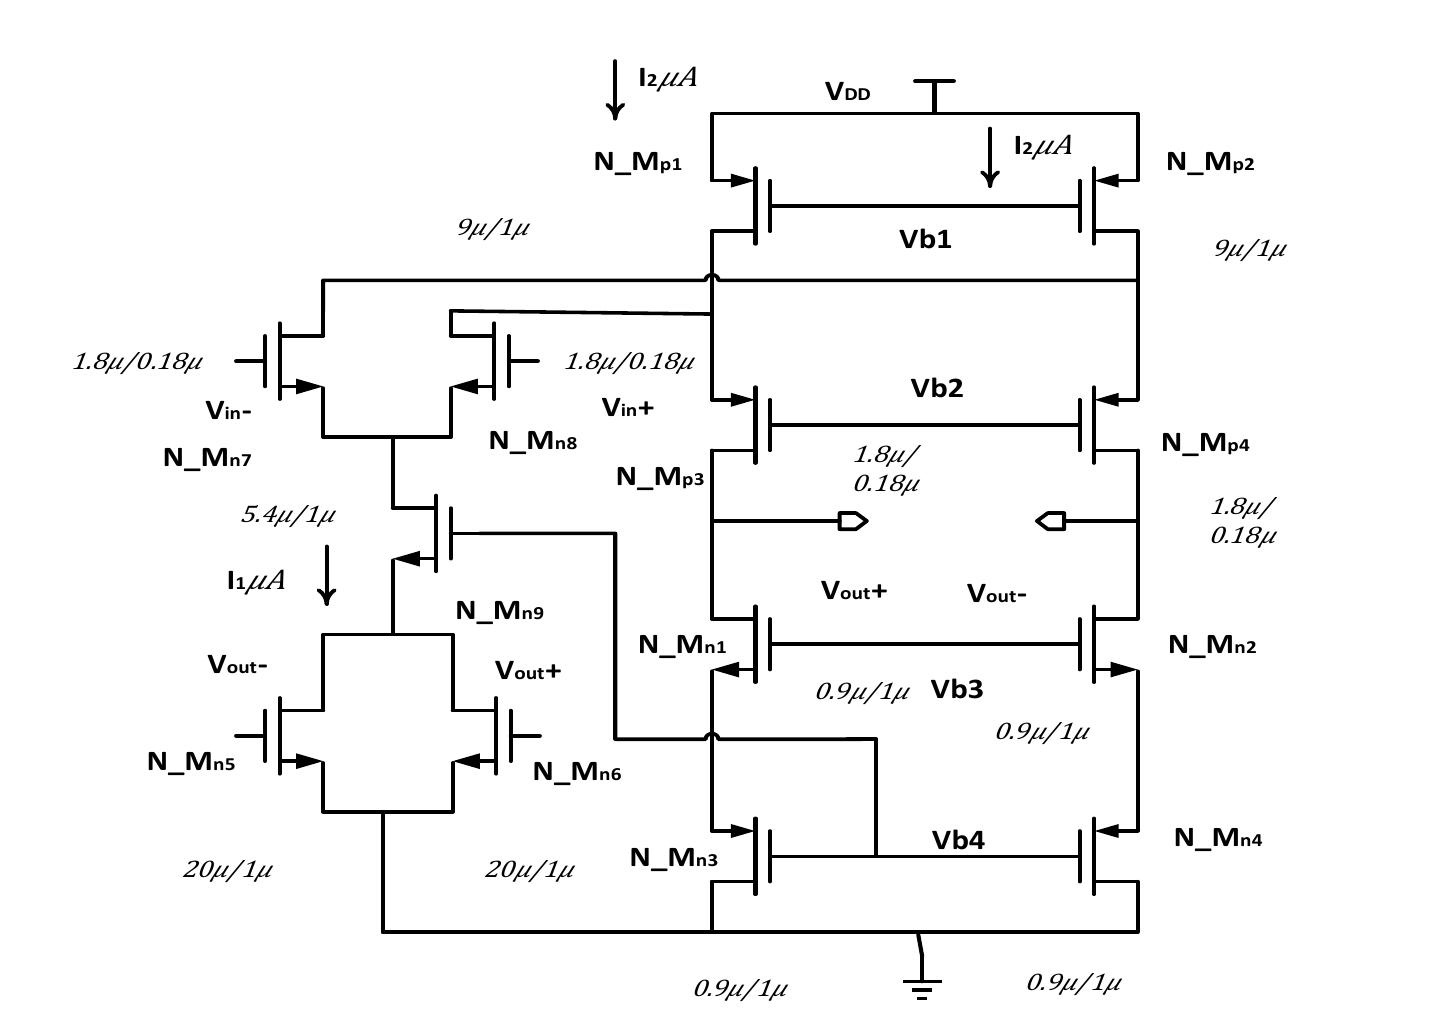 I₂μA
V_DD
I₂μA
N_Mp1
N_Mp2
9μ/1μ
Vb1
9μ/1μ
1.8μ/0.18μ
1.8μ/0.18μ
Vb2
Vin-
Vin+
N_Mn7
N_Mn8
N_Mp3
1.8μ/
0.18μ
N_Mp4
5.4μ/1μ
1.8μ/
0.18μ
I₁μA
N_Mn9
Vout+
Vout-
Vout-
Vout+
N_Mn1
N_Mn2
0.9μ/1μ
Vb3
0.9μ/1μ
N_Mn5
N_Mn6
20μ/1μ
20μ/1μ
N_Mn3
Vb4
N_Mn4
0.9μ/1μ
0.9μ/1μ